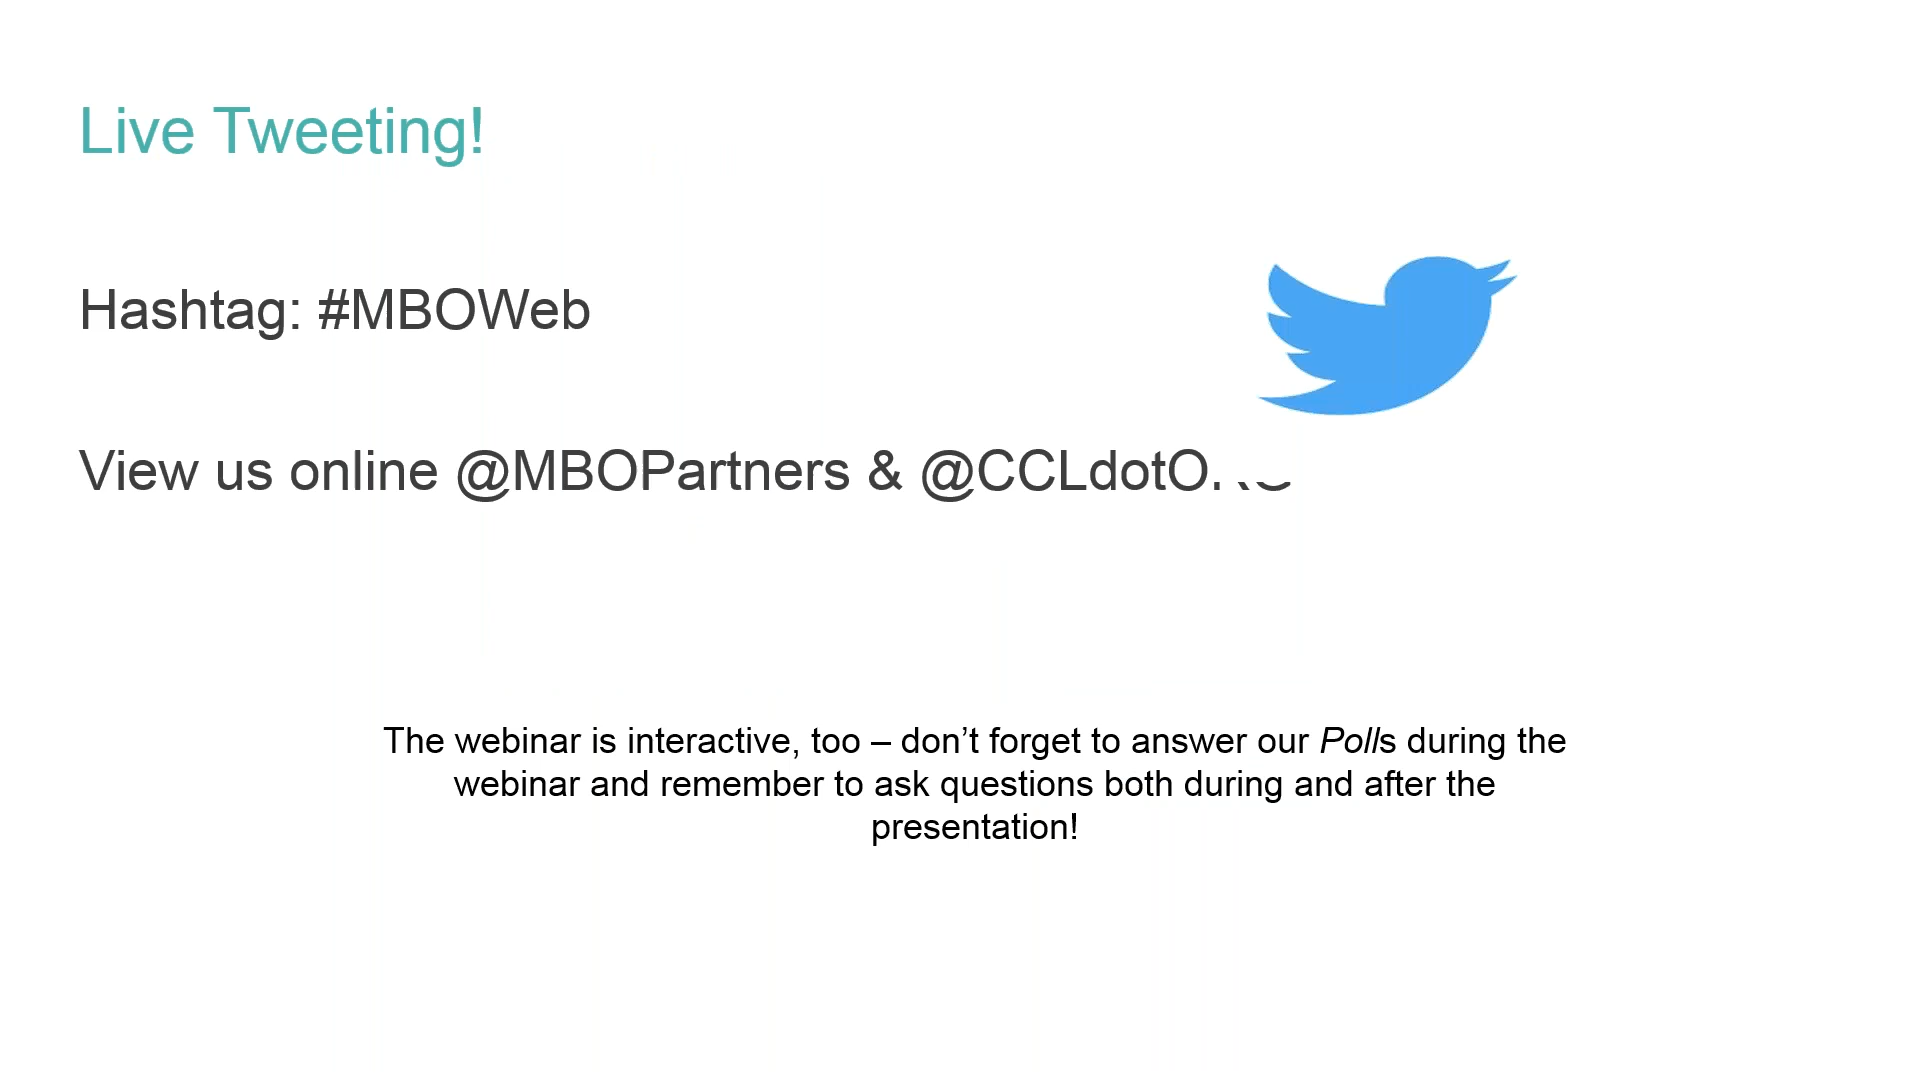 Live Tweeting!
Hashtag: #MBOWeb
View us online @MBOPartners &
The webinar is interactive, too – don’t forget to answer our Polls during the
webinar and remember to ask questions both during and after the
presentation!